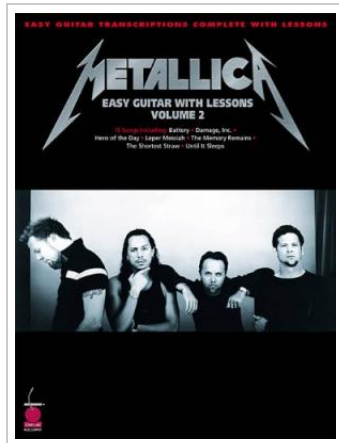 EASY GUITAR TRANSCRIPTIONS COMPLETE WITH LESSONS
METALLICA
EASY GUITAR WITH LESSONS
VOLUME 2
Battery • Damage, Inc. •
Hero of the Day • Leper Messiah • The Memory Remains •
The Shortest Straw • Until It Sleeps